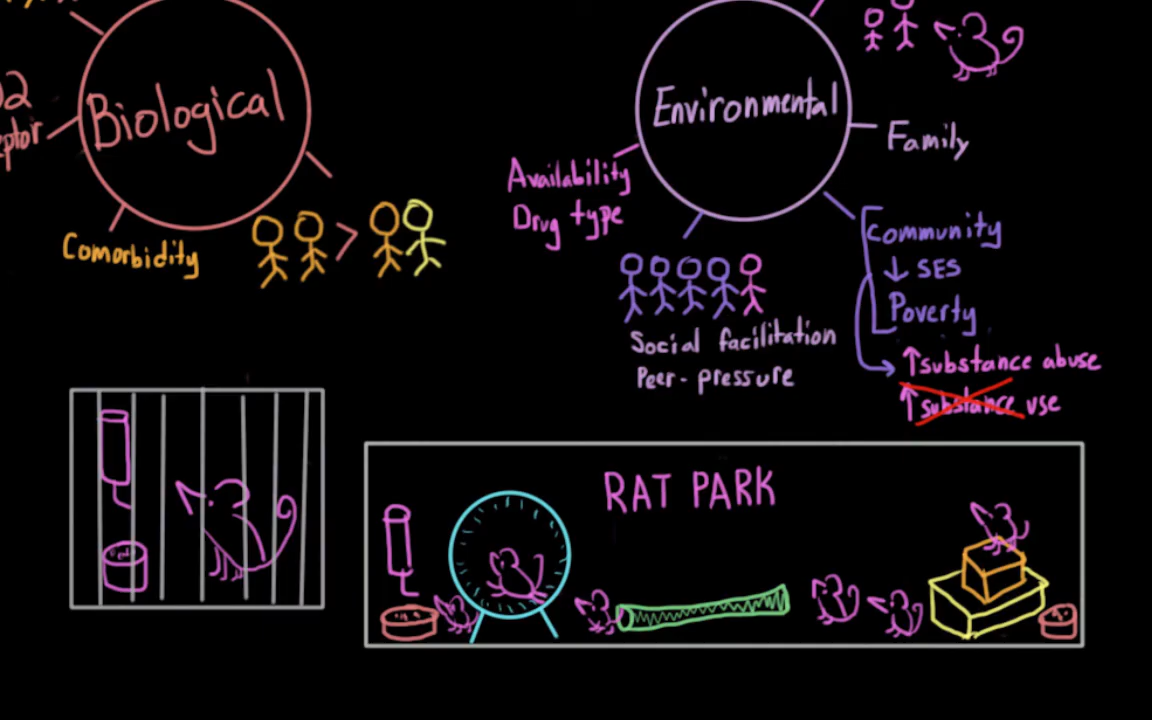 Biological
Comorbidity
Environmental
Family
Availability
Drug type
Community
↓ SES
Poverty
↑substance abuse
↑substance use
Social facilitation
Peer-pressure
RAT PARK